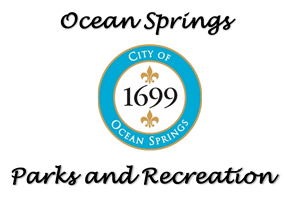 Ocean Springs
CITY OF
1699
OCEAN SPRINGS
Parks and Recreation